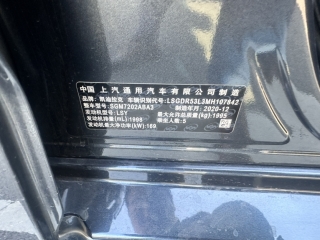 中国 上汽通用汽车有限公司制造
品牌：凯迪拉克 车辆识别代号：LSGDR53L3MH107842
整车型号：SGM7202ABA3 制造年月：2020-12
发动机型号：LSY 最大允许总质量(kg):1995
发动机排量(mL):1998 乘坐人数：5
发动机最大净功率(kW):169